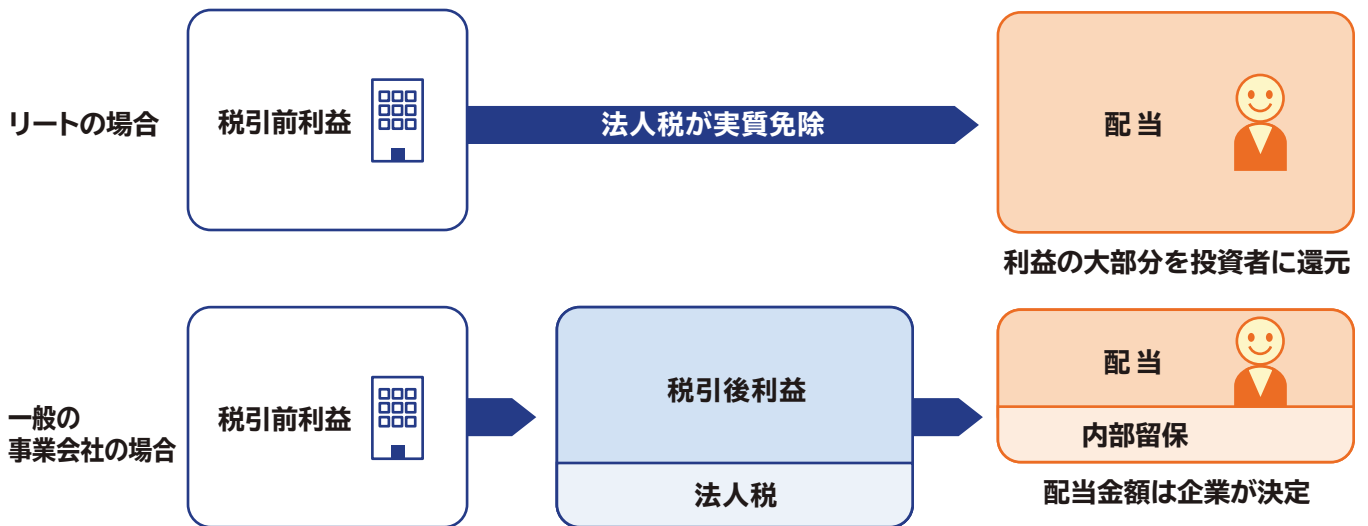 リートの場合
税引前利益
法人税が実質免除
配当
利益の大部分を投資者に還元
一般の
事業会社の場合
税引前利益
税引後利益
法人税
配当
内部留保
配当金額は企業が決定